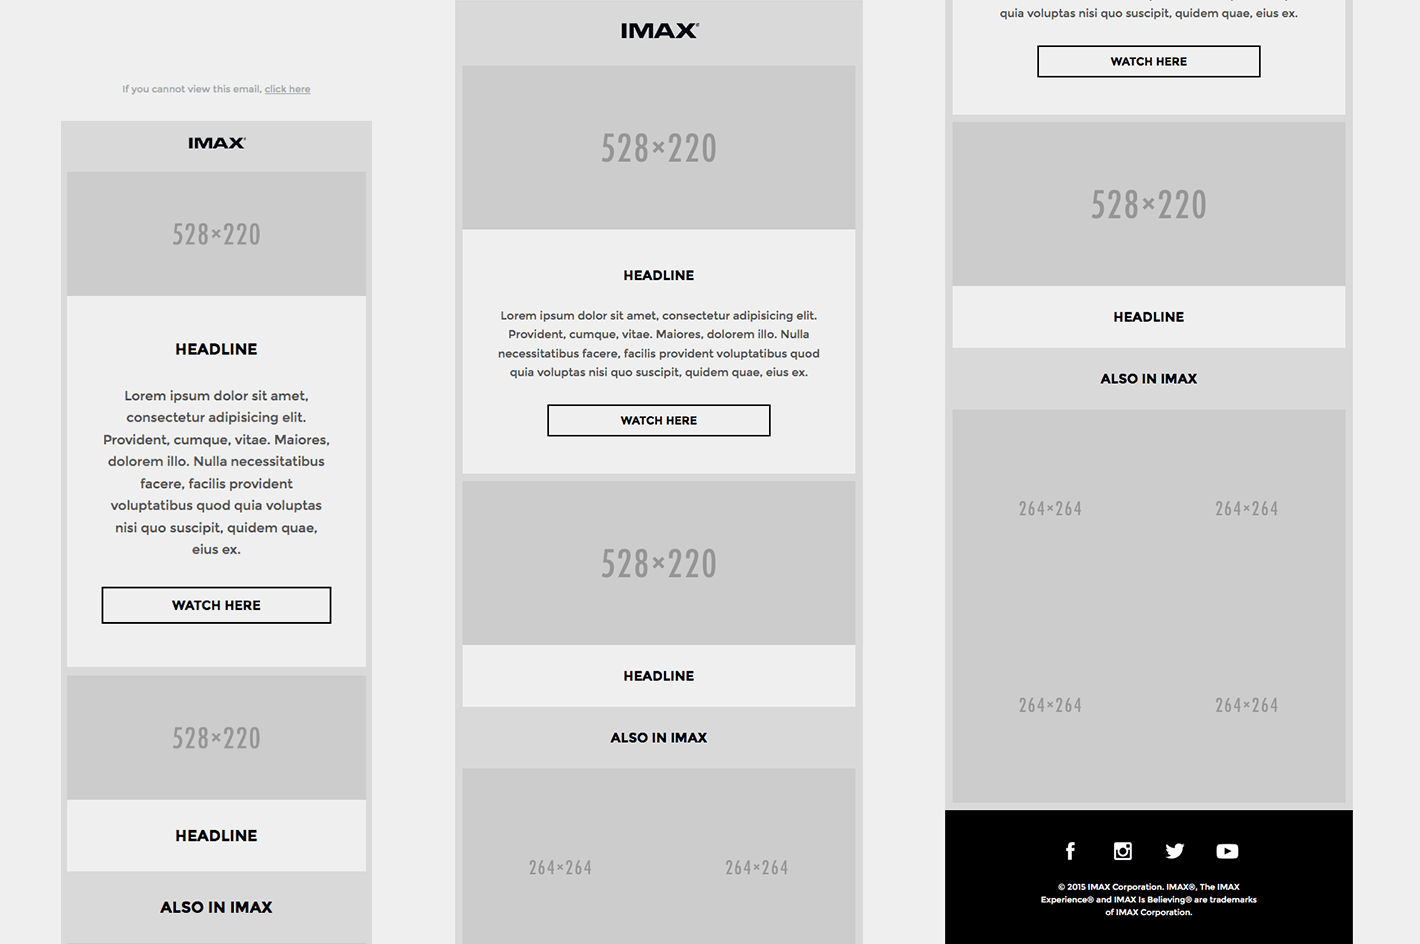 If you cannot view this email, click here
IMAX®
528×220
HEADLINE
Lorem ipsum dolor sit amet,
consectetur adipisicing elit.
Provident, cumque, vitae. Maiores,
dolorem illo. Nulla necessitatibus
facere, facilis provident
voluptatibus quod quia voluptas
nisi quo suscipit, quidem quae,
eius ex.
WATCH HERE
528×220
HEADLINE
ALSO IN IMAX
IMAX®
528×220
HEADLINE
Lorem ipsum dolor sit amet, consectetur adipisicing elit.
Provident, cumque, vitae. Maiores, dolorem illo. Nulla
necessitatibus facere, facilis provident voluptatibus quod
quia voluptas nisi quo suscipit, quidem quae, eius ex.
WATCH HERE
528×220
HEADLINE
ALSO IN IMAX
264×264 264×264
quia voluptas nisi quo suscipit, quidem quae, eius ex.
WATCH HERE
528×220
HEADLINE
ALSO IN IMAX
264×264 264×264
264×264 264×264
© 2015 IMAX Corporation. IMAX®, The IMAX
Experience® and IMAX Is Believing® are trademarks
of IMAX Corporation.